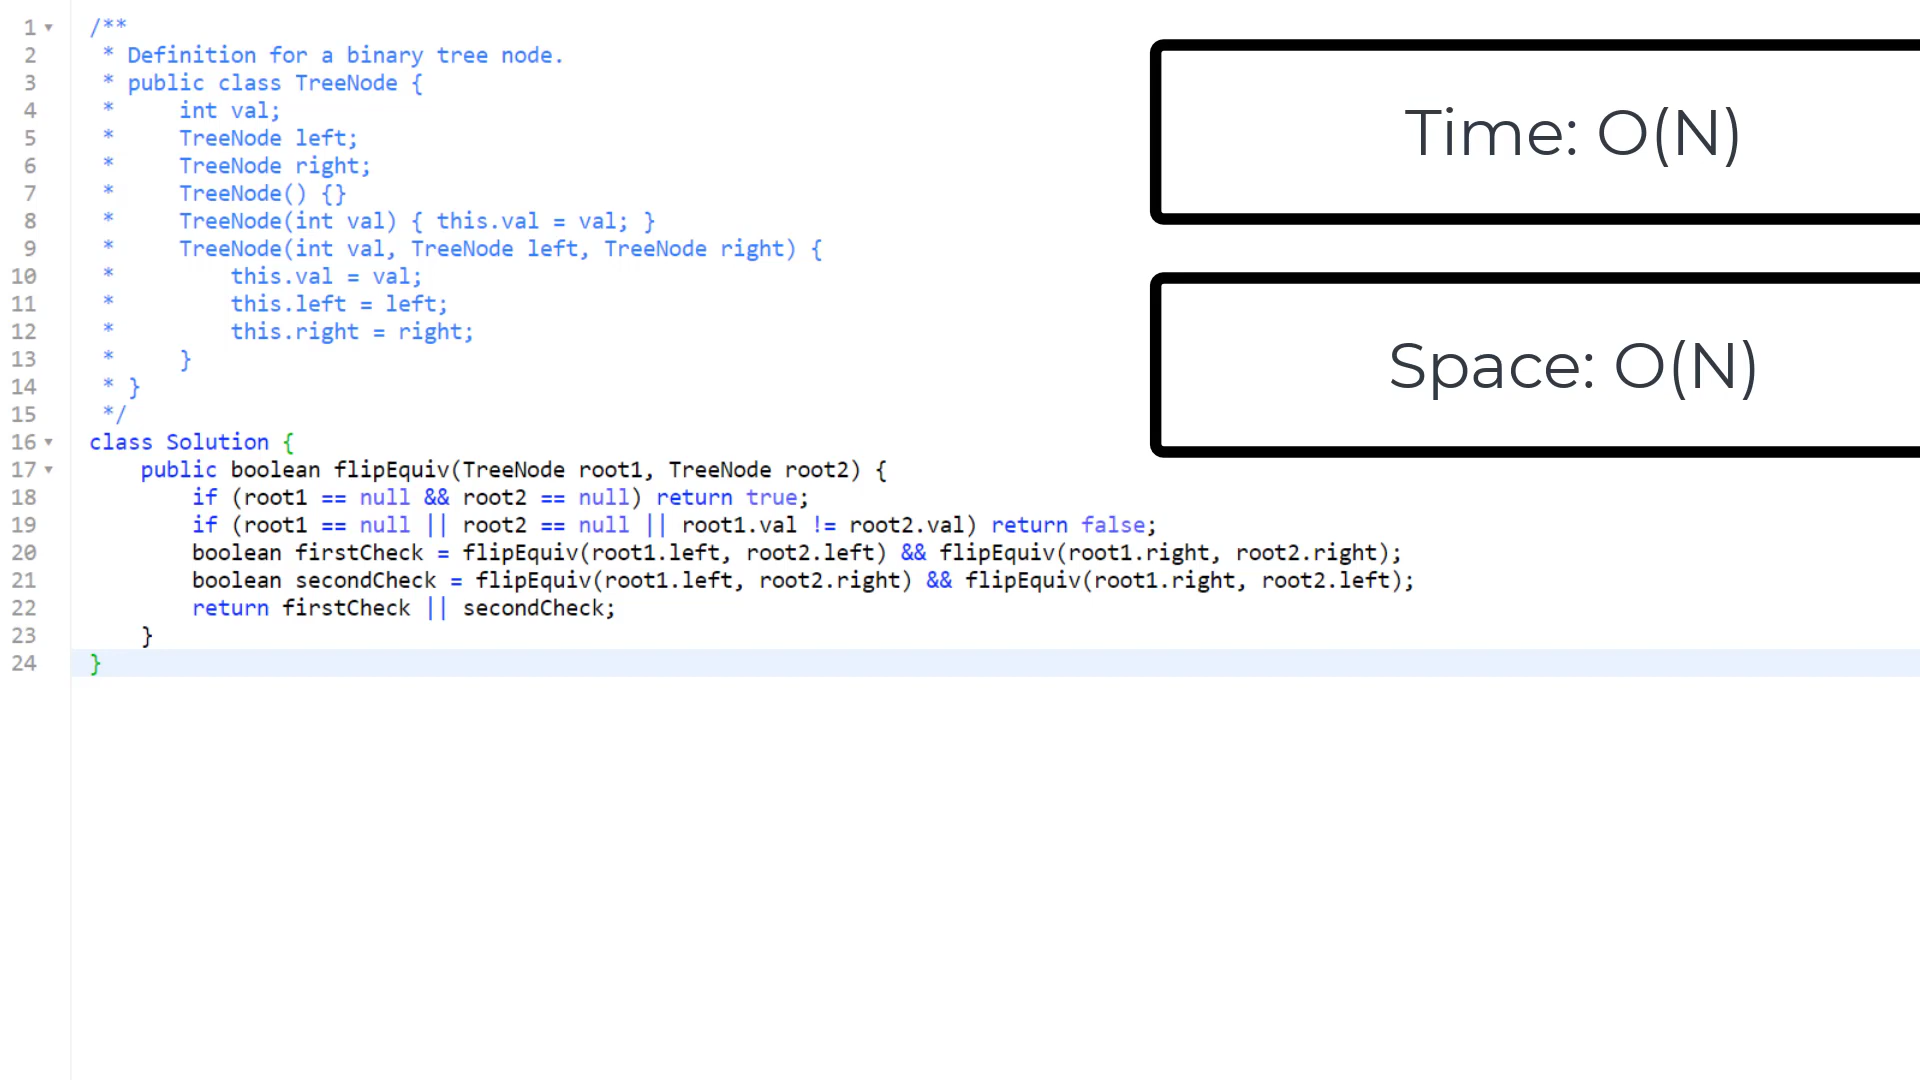 1 /**
2  * Definition for a binary tree node.
3  * public class TreeNode {
4  *     int val;
5  *     TreeNode left;
6  *     TreeNode right;
7  *     TreeNode() {}
8  *     TreeNode(int val) { this.val = val; }
9  *     TreeNode(int val, TreeNode left, TreeNode right) {
10  *         this.val = val;
11  *         this.left = left;
12  *         this.right = right;
13  *     }
14  * }
15  */
16 class Solution {
17     public boolean flipEquiv(TreeNode root1, TreeNode root2) {
18         if (root1 == null && root2 == null) return true;
19         if (root1 == null || root2 == null || root1.val != root2.val) return false;
20         boolean firstCheck = flipEquiv(root1.left, root2.left) && flipEquiv(root1.right, root2.right);
21         boolean secondCheck = flipEquiv(root1.left, root2.right) && flipEquiv(root1.right, root2.left);
22         return firstCheck || secondCheck;
23     }
24 }
Time: O(N)
Space: O(N)